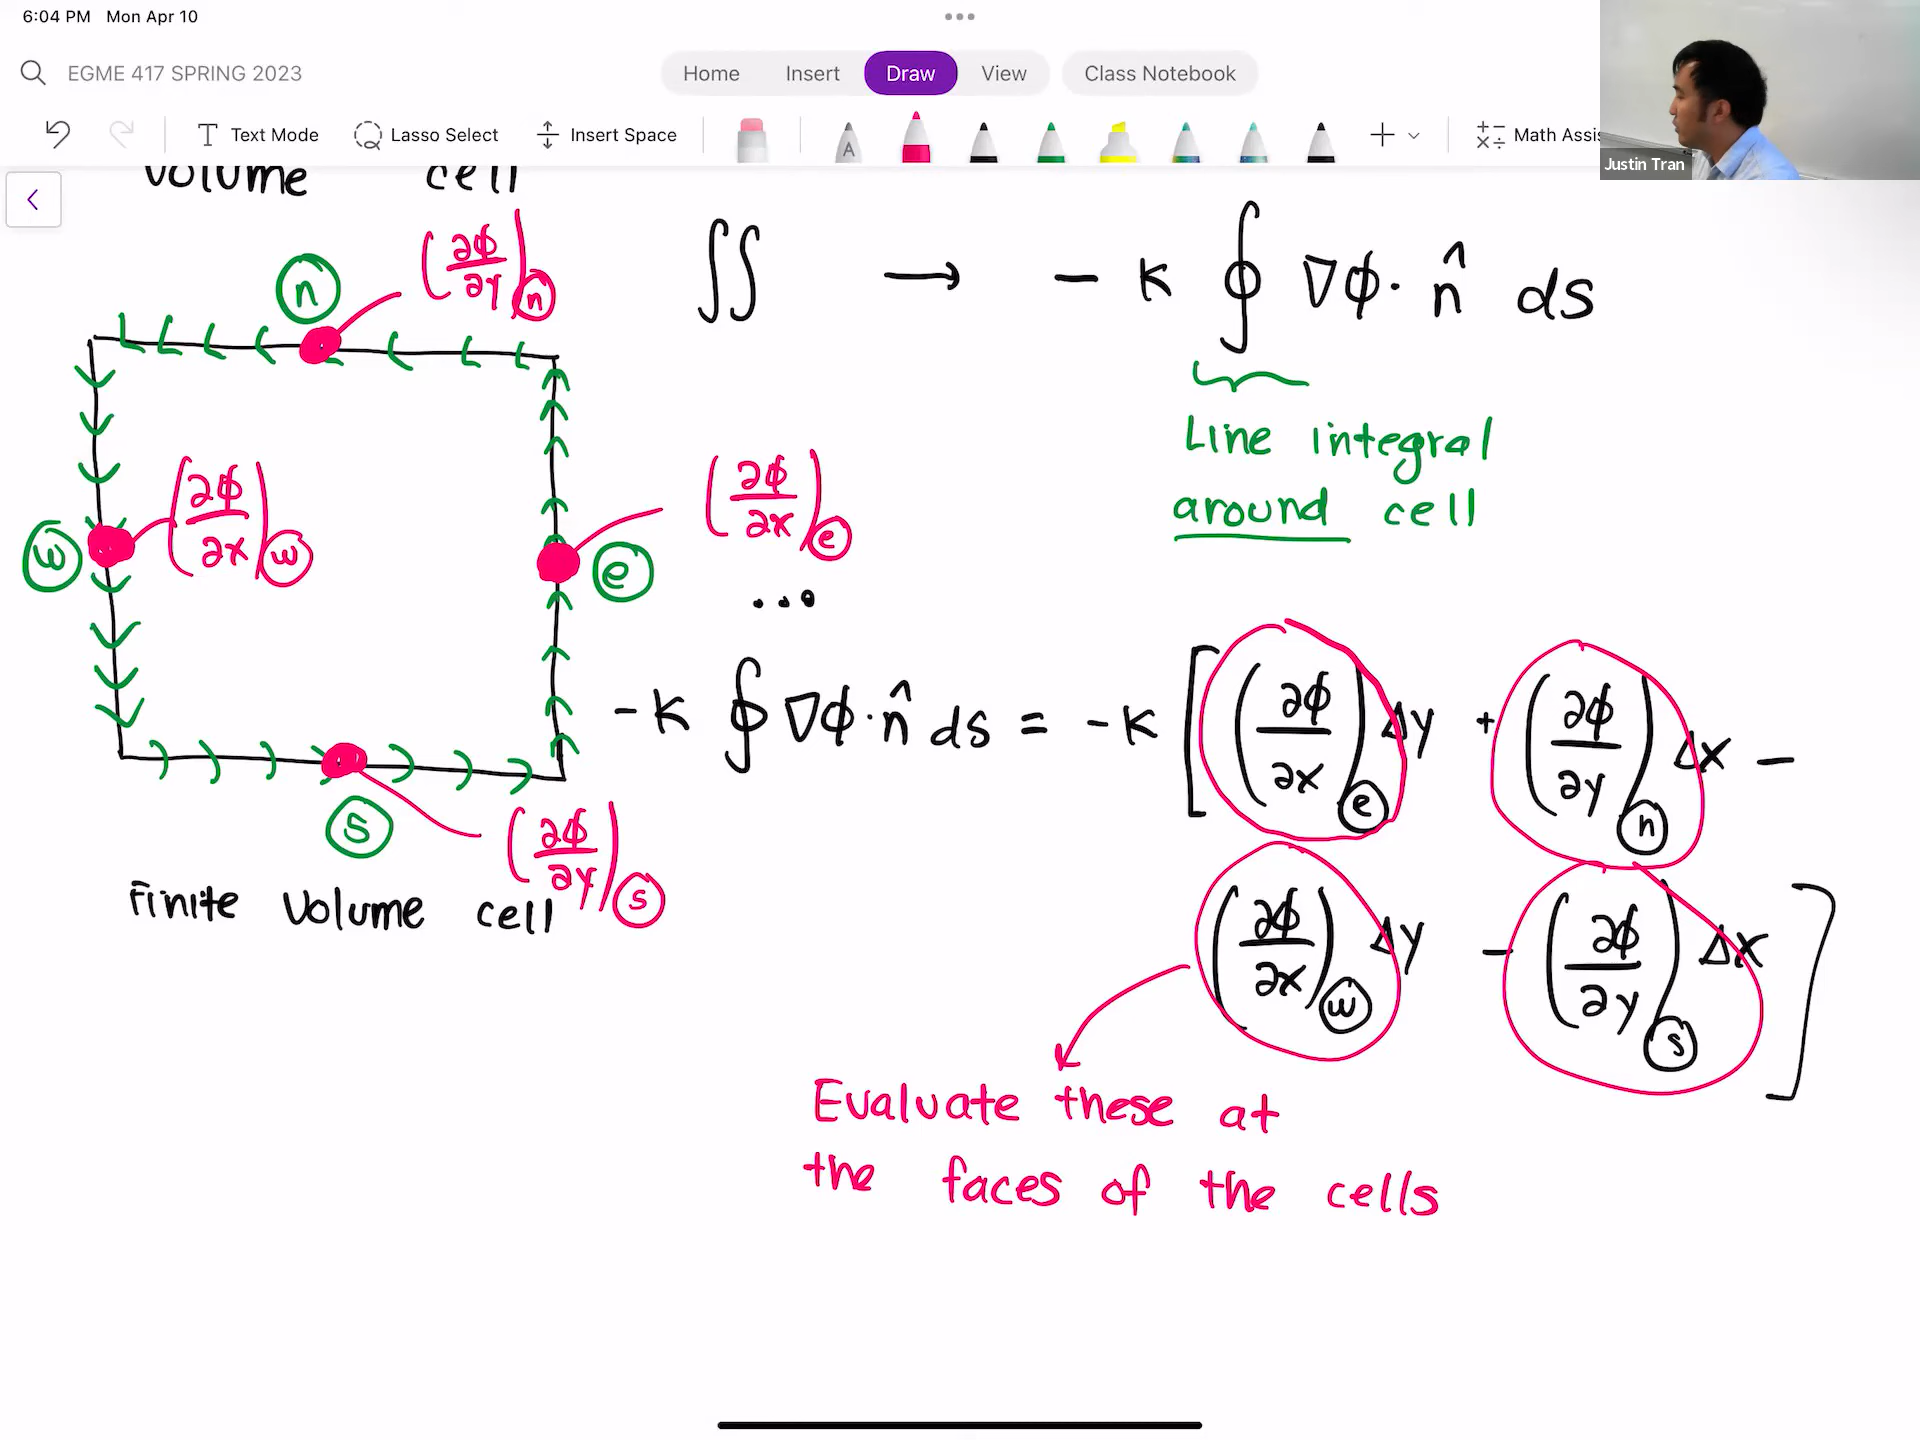 6:04 PM Mon Apr 10
EGME 417 SPRING 2023
Home Insert Draw View Class Notebook
Text Mode Lasso Select Insert Space A Math Assis
Justin Tran
volume cell
(∂ϕ/∂y)n
n
∬ → - K ∮ ∇ϕ · n̂ ds
Line integral
around cell
w
(∂ϕ/∂x)w
(∂ϕ/∂x)e
e
...
-K ∮ ∇ϕ · n̂ ds = -K [(∂ϕ/∂x)e Δy + (∂ϕ/∂y)n Δx -
(∂ϕ/∂x)w Δy - (∂ϕ/∂y)s Δx]
s
(∂ϕ/∂y)s
Finite Volume cell
Evaluate these at
the faces of the cells